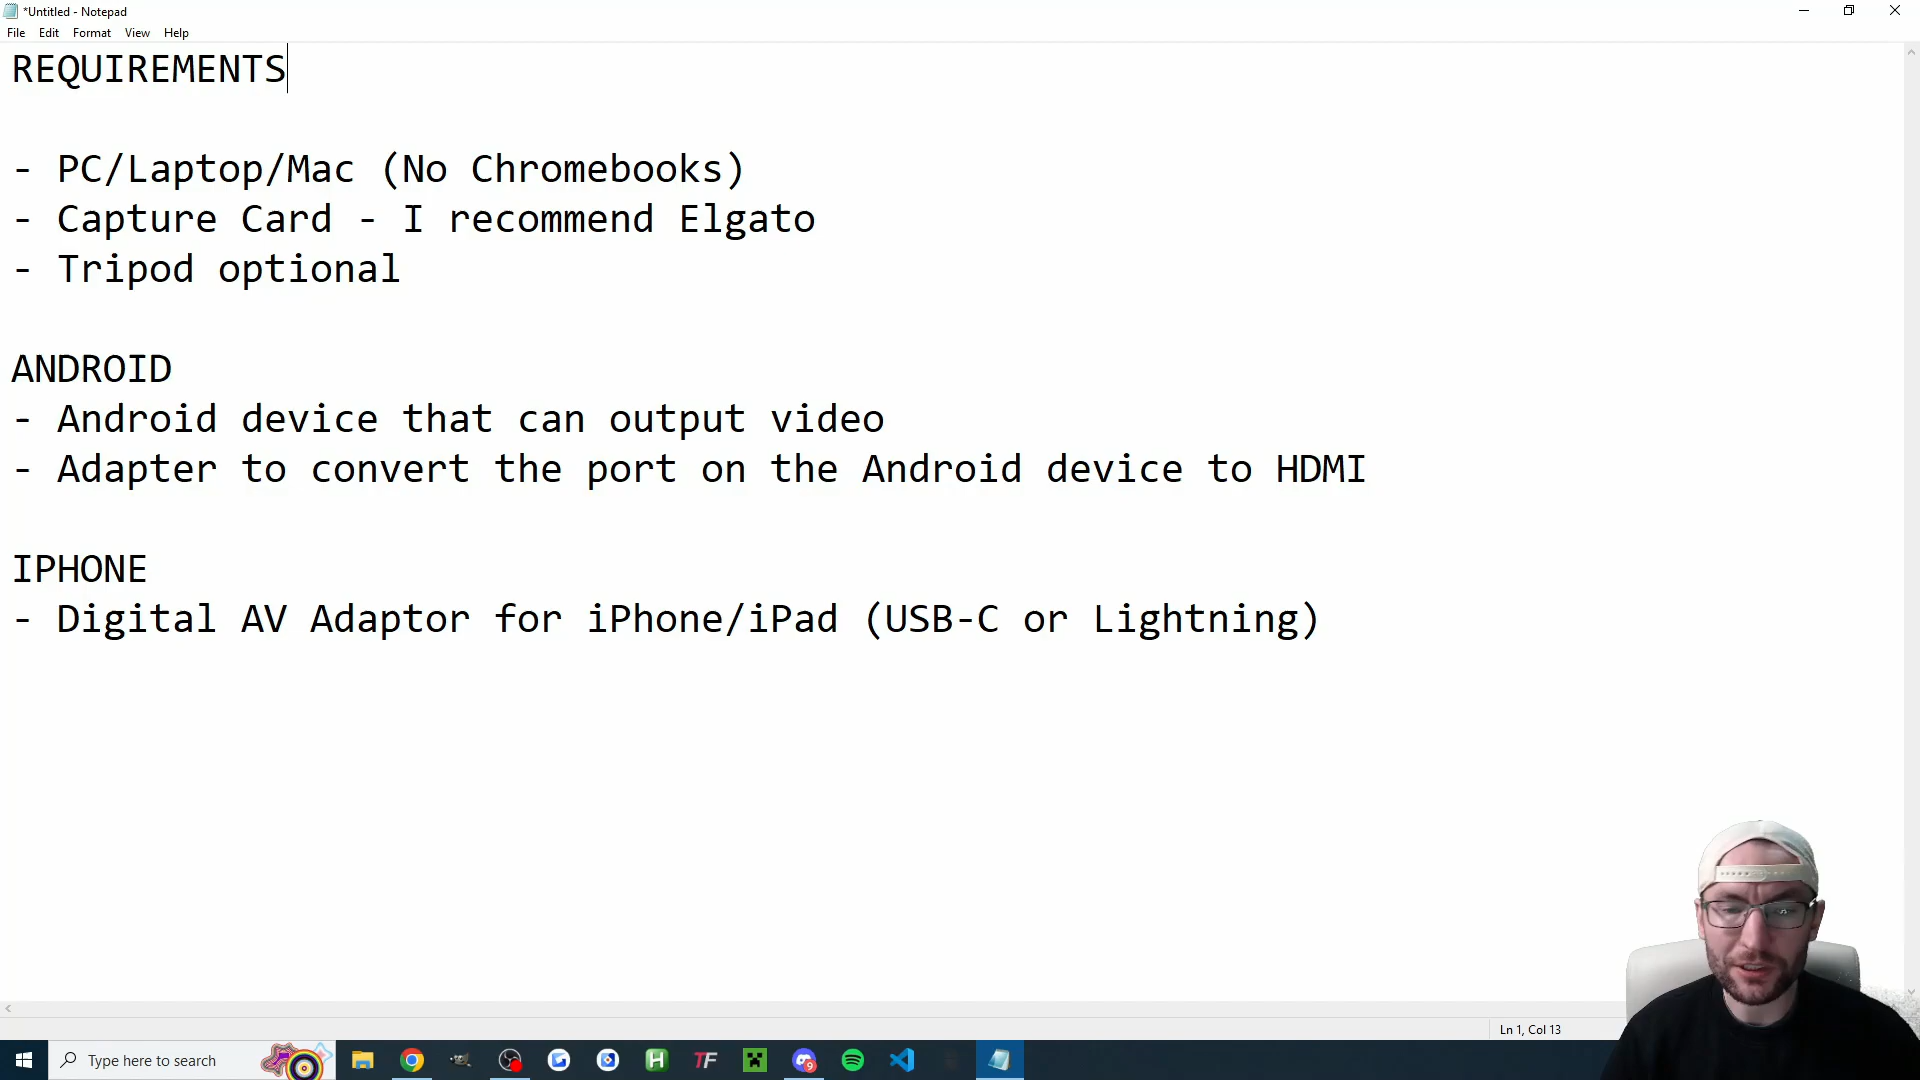 *Untitled - Notepad
File Edit Format View Help
REQUIREMENTS
- PC/Laptop/Mac (No Chromebooks)
- Capture Card - I recommend Elgato
- Tripod optional
ANDROID
- Android device that can output video
- Adapter to convert the port on the Android device to HDMI
IPHONE
- Digital AV Adaptor for iPhone/iPad (USB-C or Lightning)
Ln 1, Col 13
Type here to search
H
TF
9